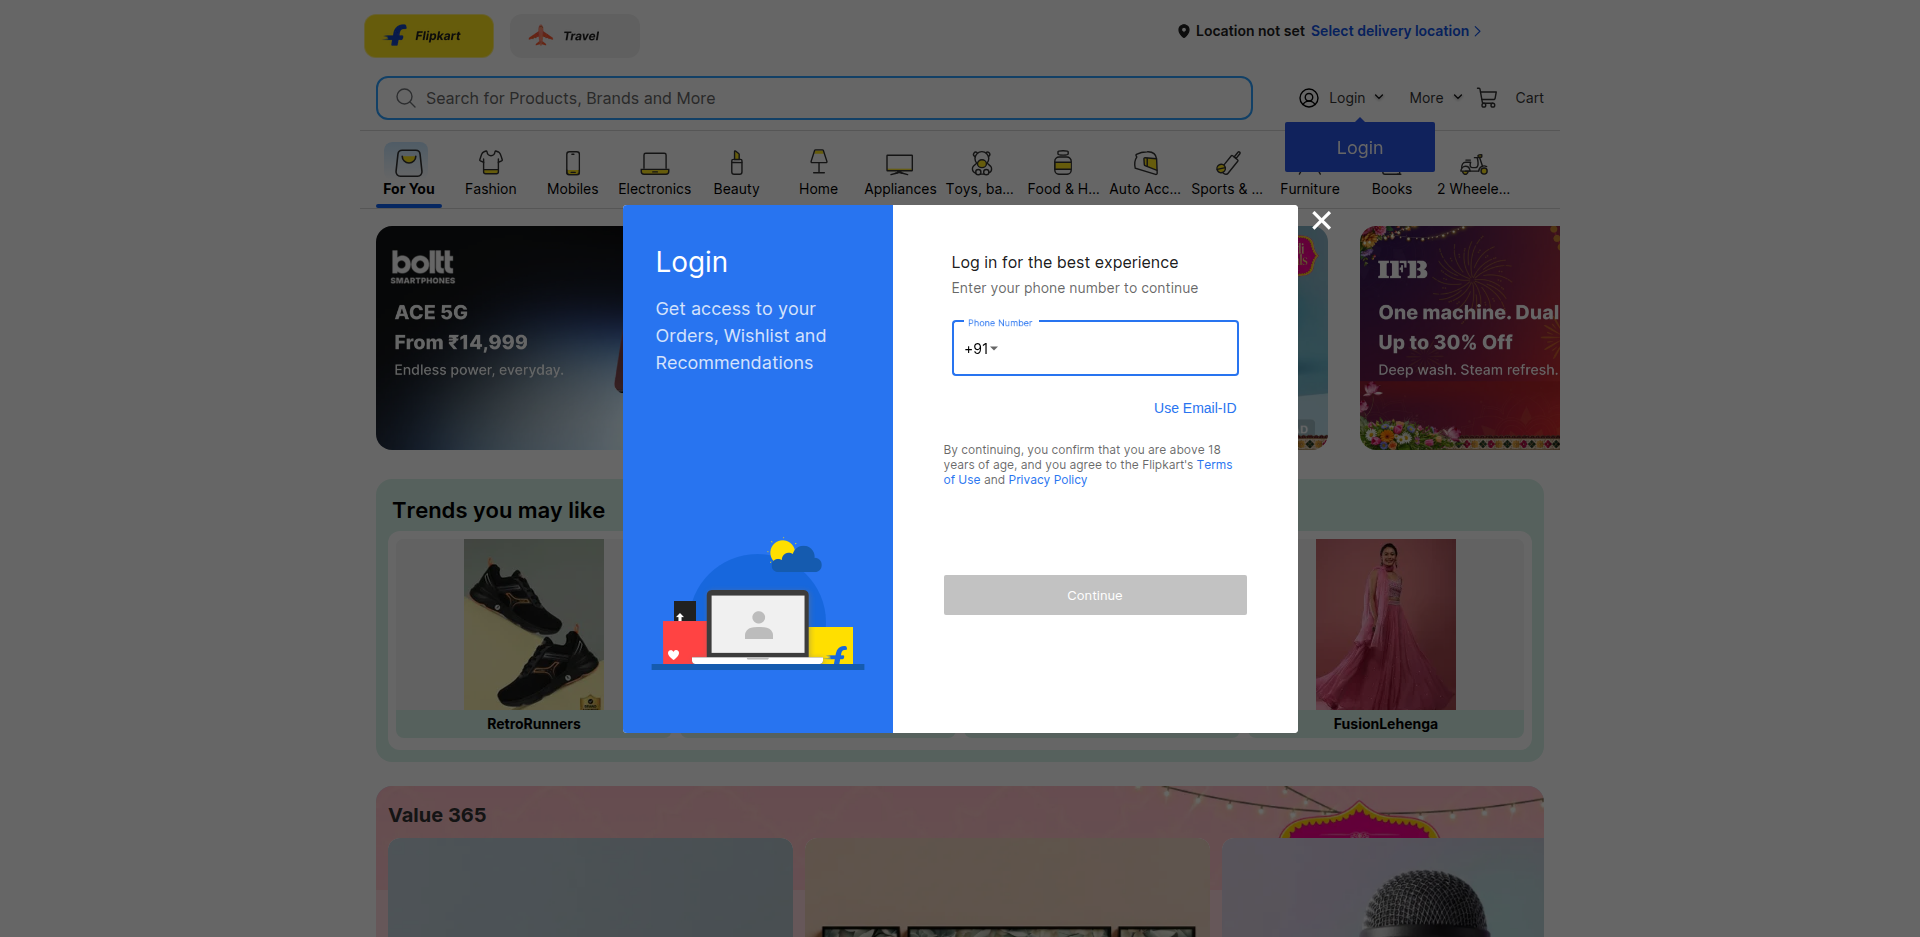 Flipkart
Travel
Location not set Select delivery location
Search for Products, Brands and More
Login
More
Cart
Login
For You
Fashion
Mobiles
Electronics
Beauty
Home
Appliances
Toys, ba...
Food & H...
Auto Acc...
Sports & ...
Furniture
Books
2 Wheele...
boltt
SMARTPHONES
ACE 5G
From ₹14,999
Endless power, everyday.
Login
Get access to your
Orders, Wishlist and
Recommendations
Log in for the best experience
Enter your phone number to continue
Phone Number
+91
Use Email-ID
By continuing, you confirm that you are above 18
years of age, and you agree to the Flipkart's Terms
of Use and Privacy Policy
Continue
IFB
One machine. Dual
Up to 30% Off
Deep wash. Steam refresh.
Trends you may like
RetroRunners
FusionLehenga
Value 365